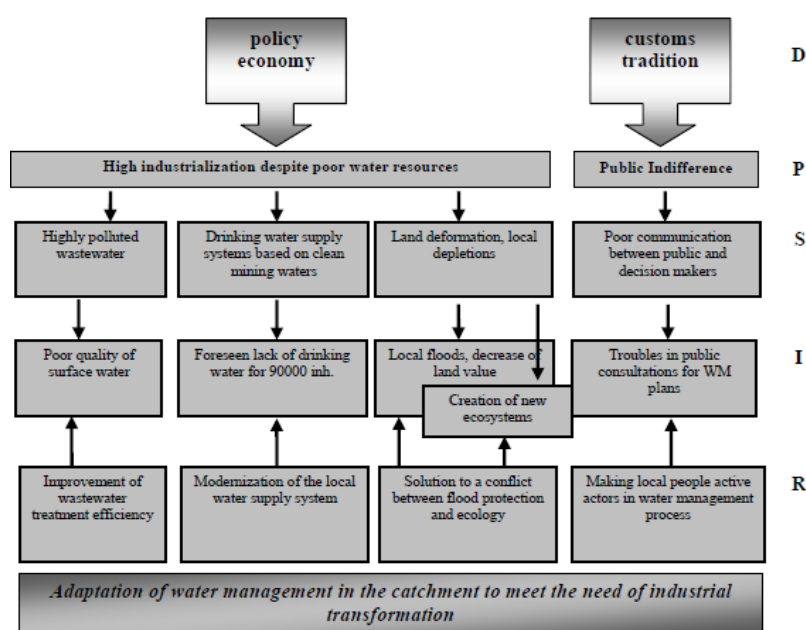 policy
economy
customs
tradition
D
High industrialization despite poor water resources
Public Indifference
P
Highly polluted
wastewater
Drinking water supply
systems based on clean
mining waters
Land deformation, local
depletions
Poor communication
between public and
decision makers
S
Poor quality of
surface water
Foreseen lack of drinking
water for 90000 inh.
Local floods, decrease of
land value
Creation of new
ecosystems
Troubles in public
consultations for WM
plans
I
Improvement of
wastewater
treatment efficiency
Modernization of the local
water supply system
Solution to a conflict
between flood protection
and ecology
Making local people active
actors in water management
process
R
Adaptation of water management in the catchment to meet the need of industrial
transformation